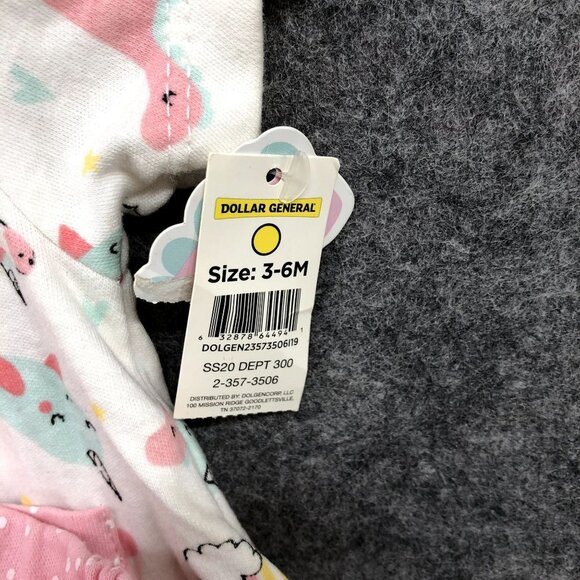 DOLLAR GENERAL
Size: 3-6M
6 32878 64494 1
DOLGEN23573506I19
SS20 DEPT 300
2-357-3506
DISTRIBUTED BY: DOLGENCORP, LLC
100 MISSION RIDGE GOODLETTSVILLE,
TN 37072-2170